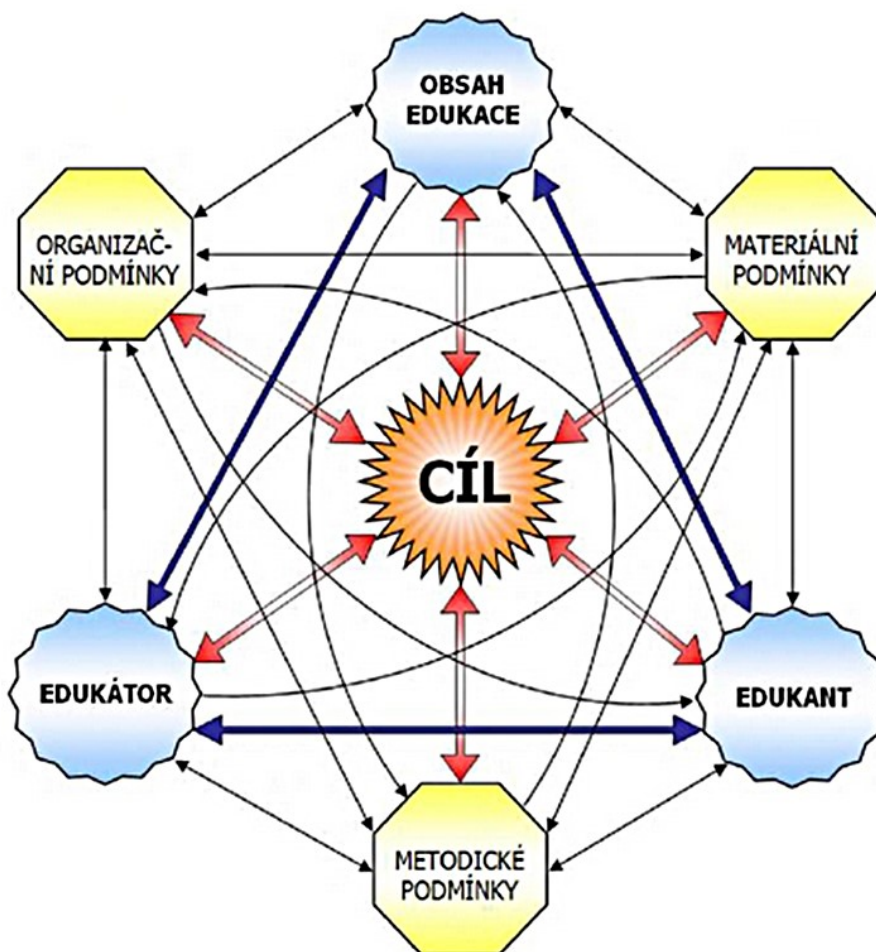 OBSAH
EDUKACE
ORGANIZAČ-
NÍ PODMÍNKY
MATERIÁLNÍ
PODMÍNKY
CÍL
EDUKÁTOR
EDUKANT
METODICKÉ
PODMÍNKY